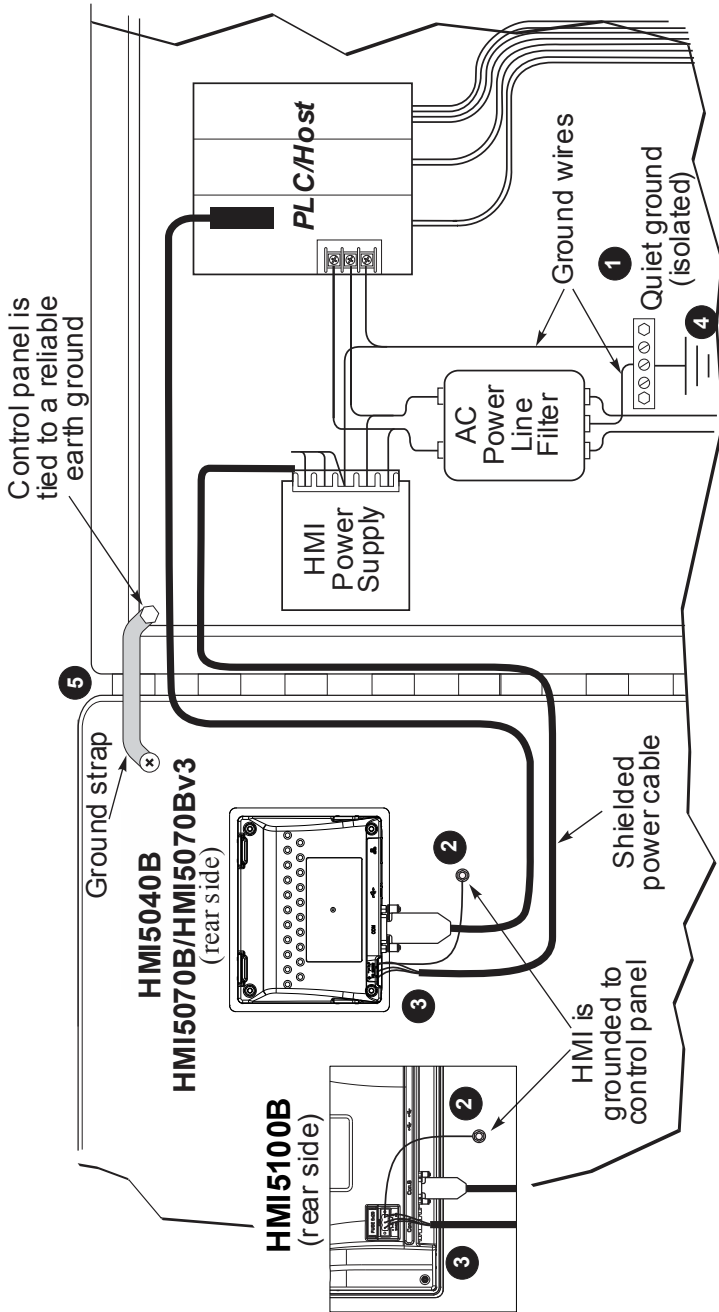 Control panel is
tied to a reliable
earth ground
5
Ground strap
HMI5040B
HMI5070B/HMI5070Bv3
(rear side)
PLC/Host
HMI
Power
Supply
AC
Power
Line
Filter
Ground wires
1
Quiet ground
(isolated)
4
COM
2
3
HMI5100B
(rear side)
2
3
HMI is
grounded to
control panel
Shielded
power cable